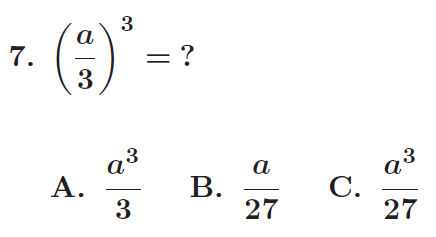 7. (a/3)^3 = ?
A. a^3/3 B. a/27 C. a^3/27